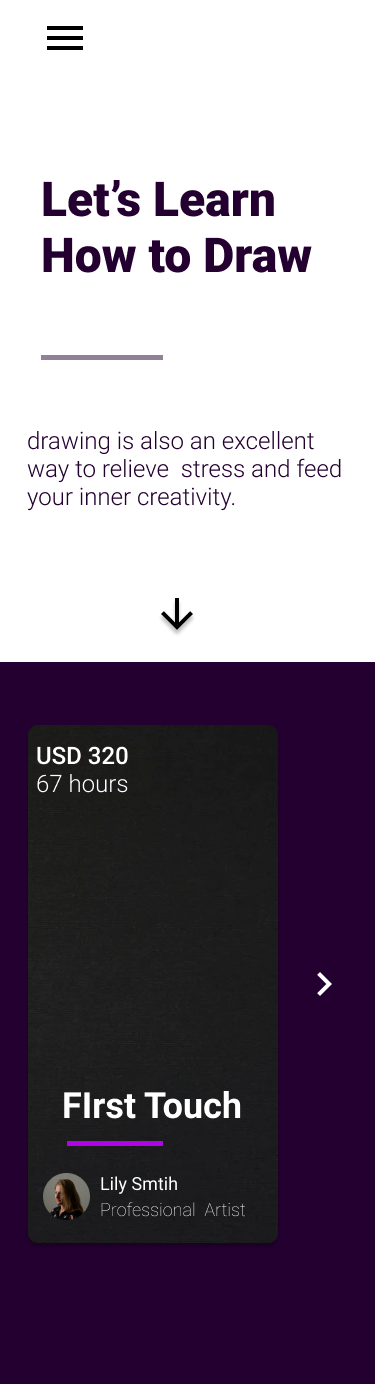 Let’s Learn
How to Draw
drawing is also an excellent
way to relieve  stress and feed
your inner creativity.
USD 320
67 hours
FIrst Touch
Lily Smtih
Professional  Artist